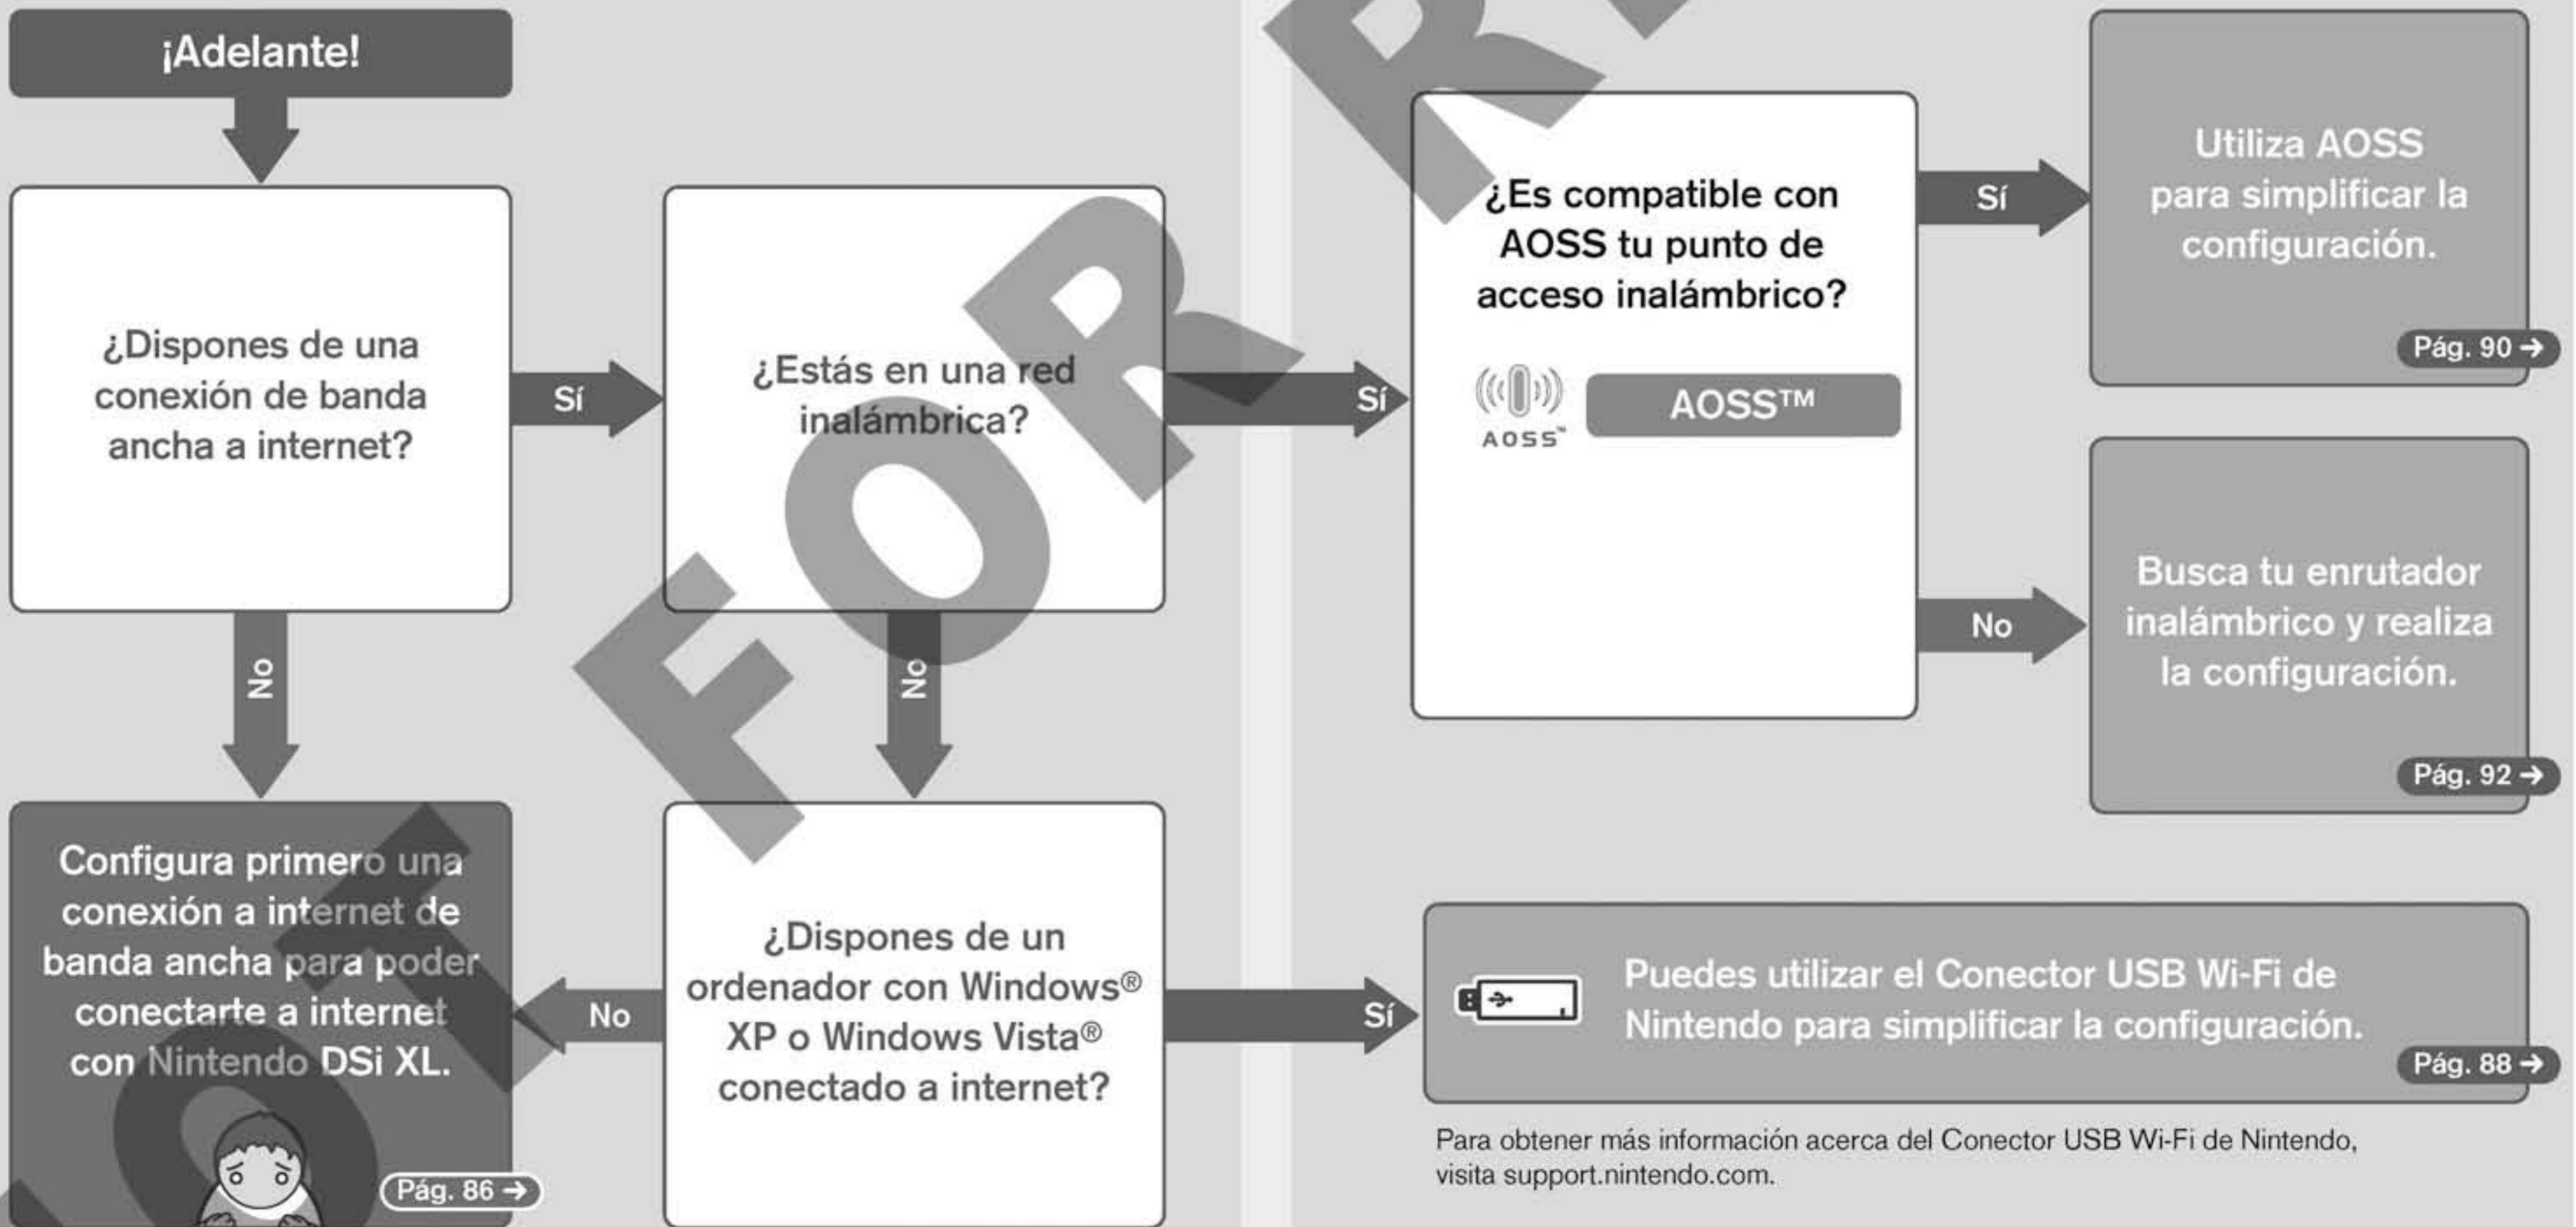 ¡Adelante!
¿Dispones de una
conexión de banda
ancha a internet?
Sí
No
¿Estás en una red
inalámbrica?
Sí
No
¿Es compatible con
AOSS tu punto de
acceso inalámbrico?
AOSS™
AOSS™
Sí
Utiliza AOSS
para simplificar la
configuración.
Pág. 90 →
No
Busca tu enrutador
inalámbrico y realiza
la configuración.
Pág. 92 →
Configura primero una
conexión a internet de
banda ancha para poder
conectarte a internet
con Nintendo DSi XL.
Pág. 86 →
No
¿Dispones de un
ordenador con Windows®
XP o Windows Vista®
conectado a internet?
Sí
Puedes utilizar el Conector USB Wi-Fi de
Nintendo para simplificar la configuración.
Pág. 88 →
Para obtener más información acerca del Conector USB Wi-Fi de Nintendo,
visita support.nintendo.com.
FOR